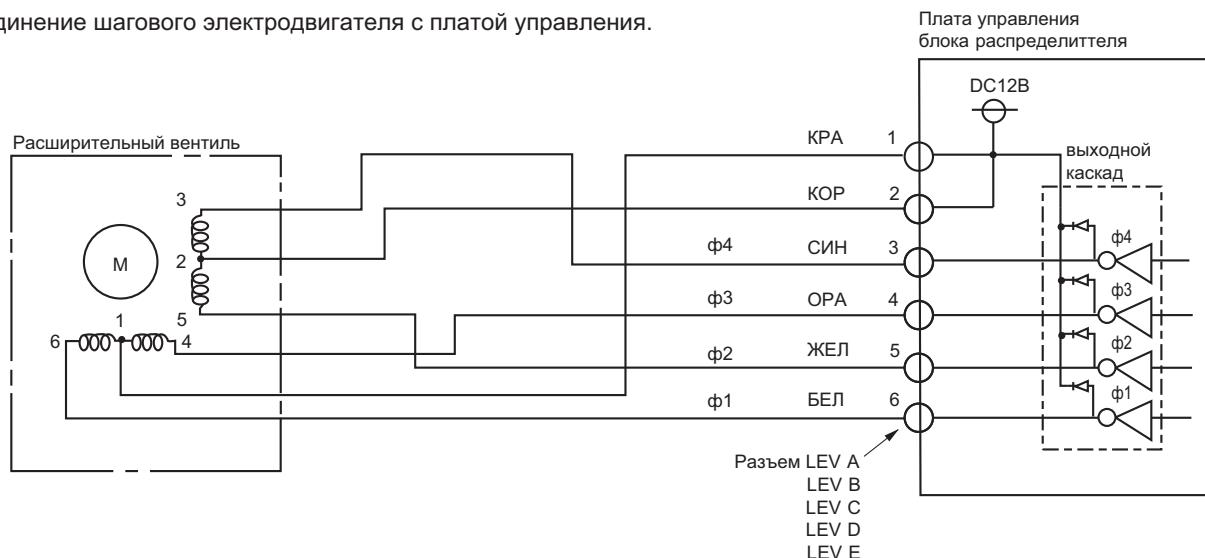 динение шагового электродвигателя с платой управления.
Плата управления
блока распределиттеля
DC12В
Расширительный вентиль
КРА 1
выходной
каскад
3
КОР 2
ф4 СИН 3
ф4
М
2
ф3 ОРА 4
ф3
1 5
6 4
ф2 ЖЕЛ 5
ф2
ф1 БЕЛ 6
ф1
Разъем LEV A
LEV B
LEV C
LEV D
LEV E